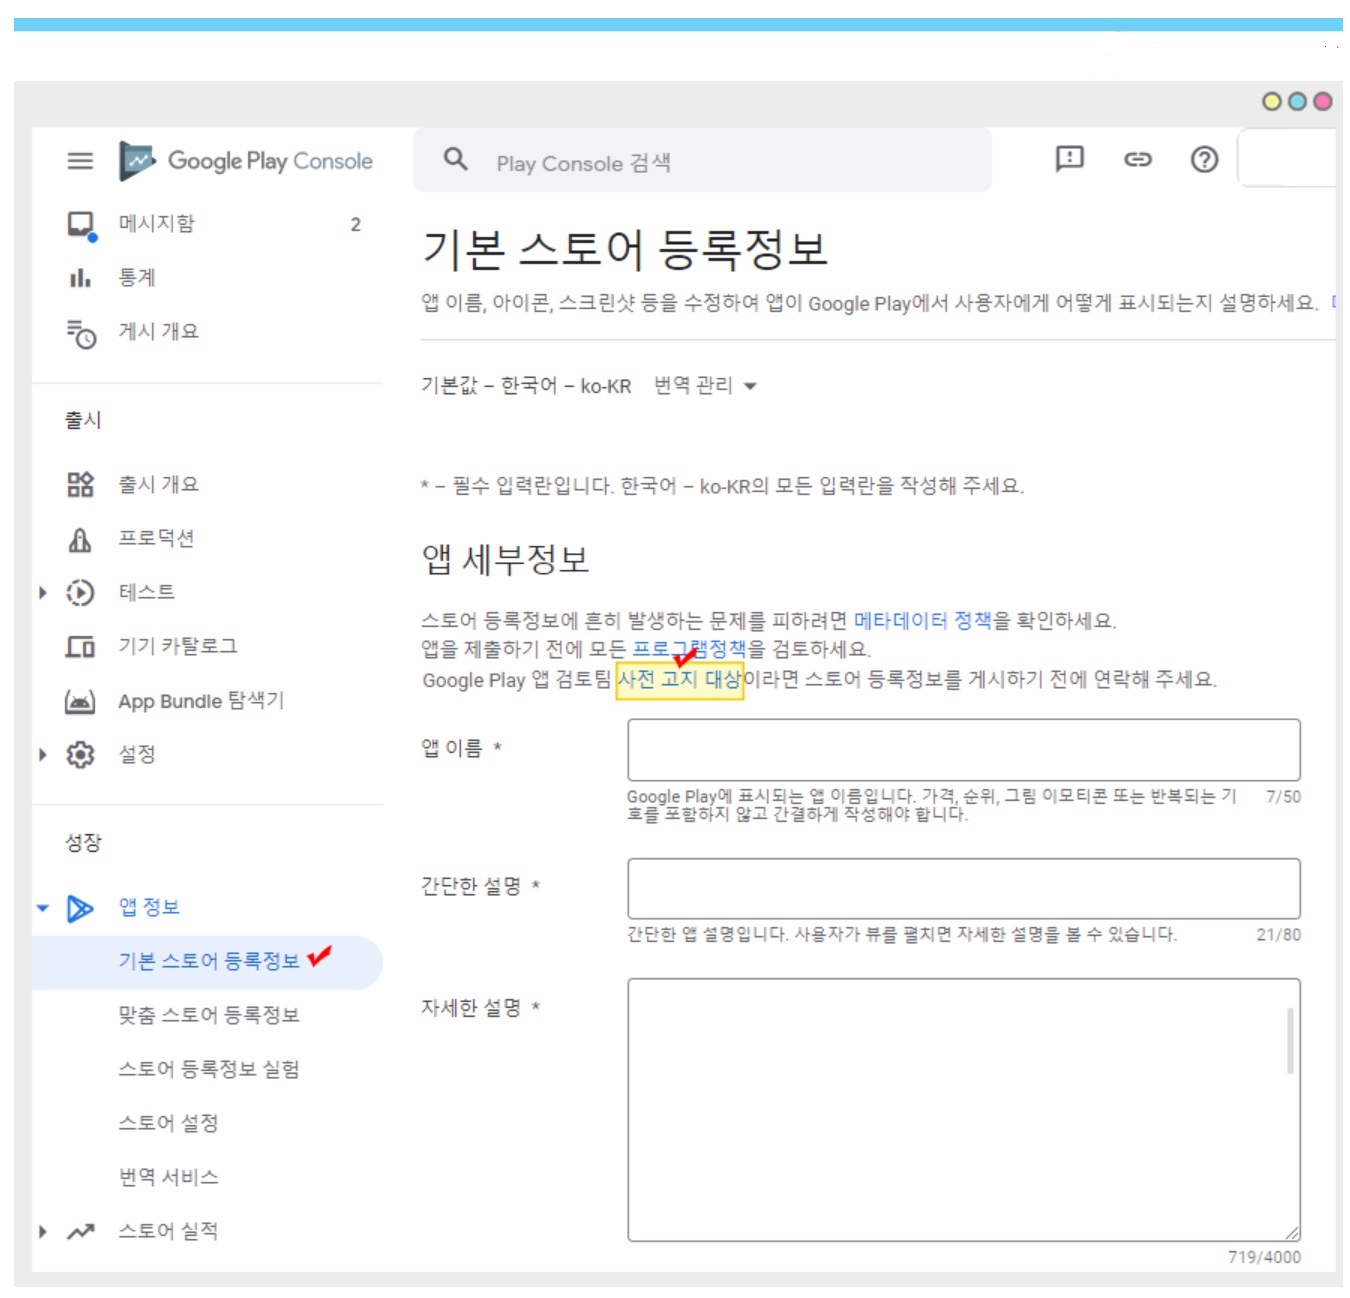 Google Play Console
Play Console 검색
메시지함 2
통계
게시 개요
출시
출시 개요
프로덕션
테스트
기기 카탈로그
App Bundle 탐색기
설정
성장
앱 정보
기본 스토어 등록정보
맞춤 스토어 등록정보
스토어 등록정보 실험
스토어 설정
번역 서비스
스토어 실적
기본 스토어 등록정보
앱 이름, 아이콘, 스크린샷 등을 수정하여 앱이 Google Play에서 사용자에게 어떻게 표시되는지 설명하세요.
기본값 – 한국어 – ko-KR 번역 관리
* – 필수 입력란입니다. 한국어 – ko-KR의 모든 입력란을 작성해 주세요.
앱 세부정보
스토어 등록정보에 흔히 발생하는 문제를 피하려면 메타데이터 정책을 확인하세요.
앱을 제출하기 전에 모든 프로그램정책을 검토하세요.
Google Play 앱 검토팀 사전 고지 대상이라면 스토어 등록정보를 게시하기 전에 연락해 주세요.
앱 이름 *
Google Play에 표시되는 앱 이름입니다. 가격, 순위, 그림 이모티콘 또는 반복되는 기 7/50
호를 포함하지 않고 간결하게 작성해야 합니다.
간단한 설명 *
간단한 앱 설명입니다. 사용자가 뷰를 펼치면 자세한 설명을 볼 수 있습니다. 21/80
자세한 설명 *
719/4000